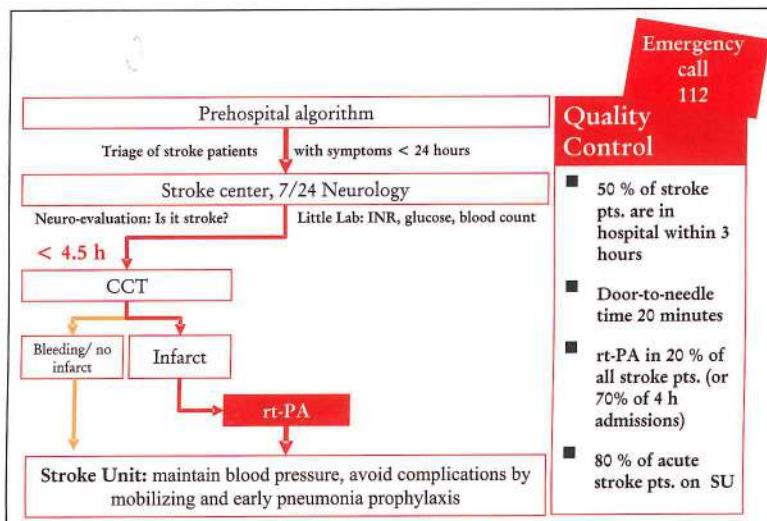 Emergency
call
112
Prehospital algorithm
Triage of stroke patients with symptoms < 24 hours
Stroke center, 7/24 Neurology
Neuro-evaluation: Is it stroke? Little Lab: INR, glucose, blood count
< 4.5 h
CCT
Bleeding/ no
infarct
Infarct
rt-PA
Stroke Unit: maintain blood pressure, avoid complications by
mobilizing and early pneumonia prophylaxis
Quality
Control
■ 50 % of stroke
pts. are in
hospital within 3
hours
■ Door-to-needle
time 20 minutes
■ rt-PA in 20 % of
all stroke pts. (or
70% of 4 h
admissions)
■ 80 % of acute
stroke pts. on SU